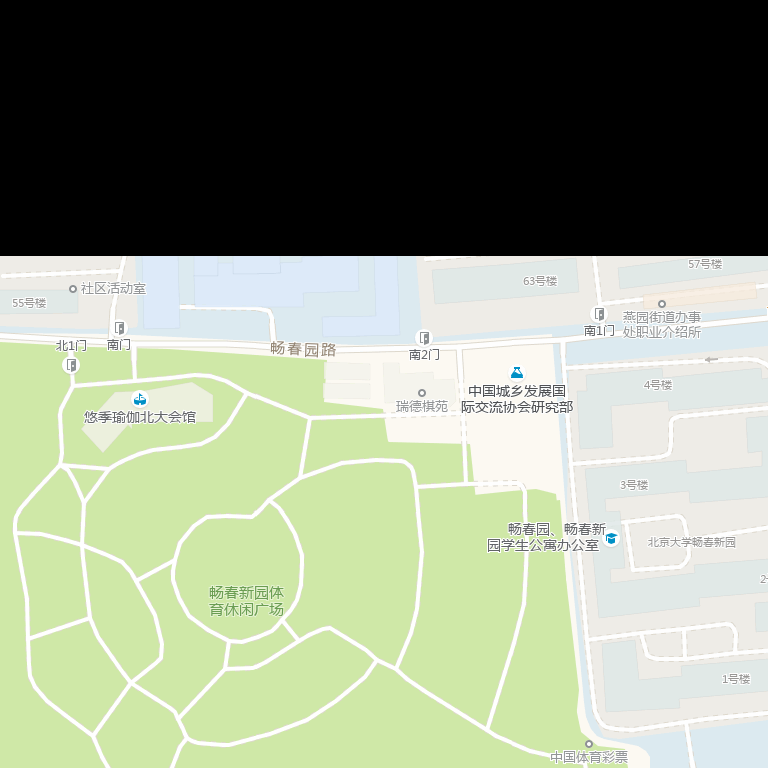 57号楼
63号楼
社区活动室
55号楼
燕园街道办事
处职业介绍所
南1门
北1门
南门
畅春园路
南2门
4号楼
中国城乡发展国
际交流协会研究部
瑞德棋苑
悠季瑜伽北大会馆
3号楼
畅春园、畅春新
园学生公寓办公室
北京大学畅春新园
2
畅春新园体
育休闲广场
1号楼
中国体育彩票